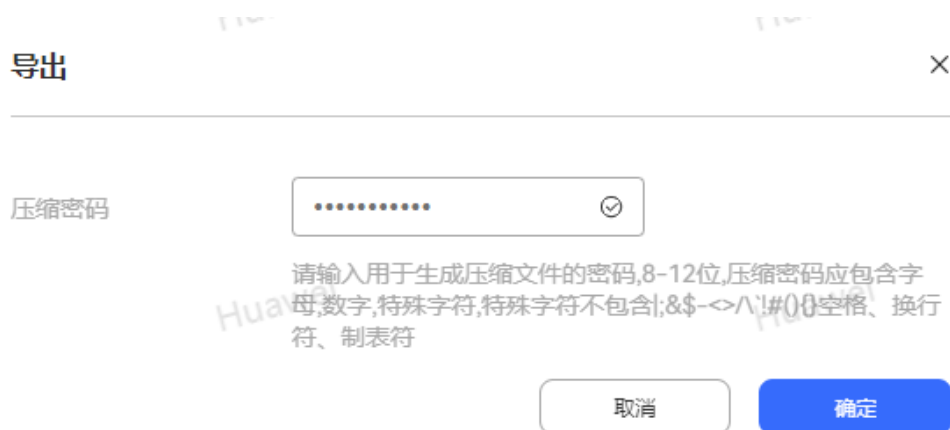 导出
压缩密码
•••••••••••
请输入用于生成压缩文件的密码,8-12位,压缩密码应包含字
母,数字,特殊字符,特殊字符不包含|;&$-<>/\`!#(){}空格、换行
符、制表符
Huawei
Huawei
取消
确定